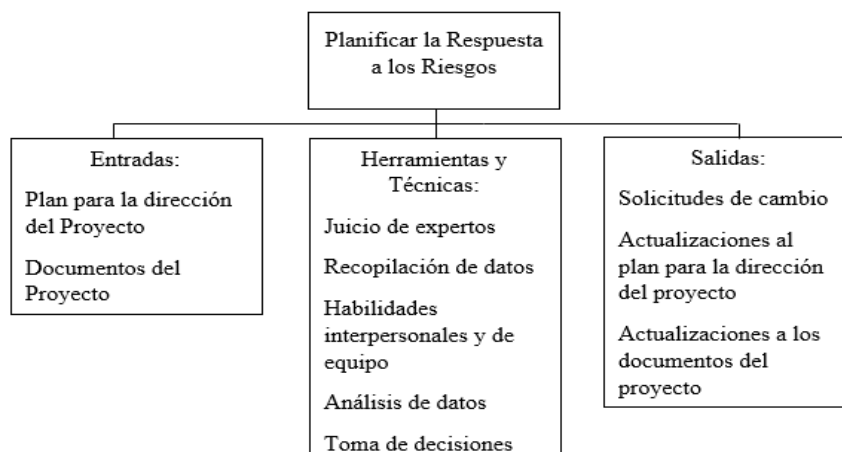 Planificar la Respuesta
a los Riesgos
Entradas:
Plan para la dirección
del Proyecto
Documentos del
Proyecto
Herramientas y
Técnicas:
Juicio de expertos
Recopilación de datos
Habilidades
interpersonales y de
equipo
Análisis de datos
Toma de decisiones
Salidas:
Solicitudes de cambio
Actualizaciones al
plan para la dirección
del proyecto
Actualizaciones a los
documentos del
proyecto